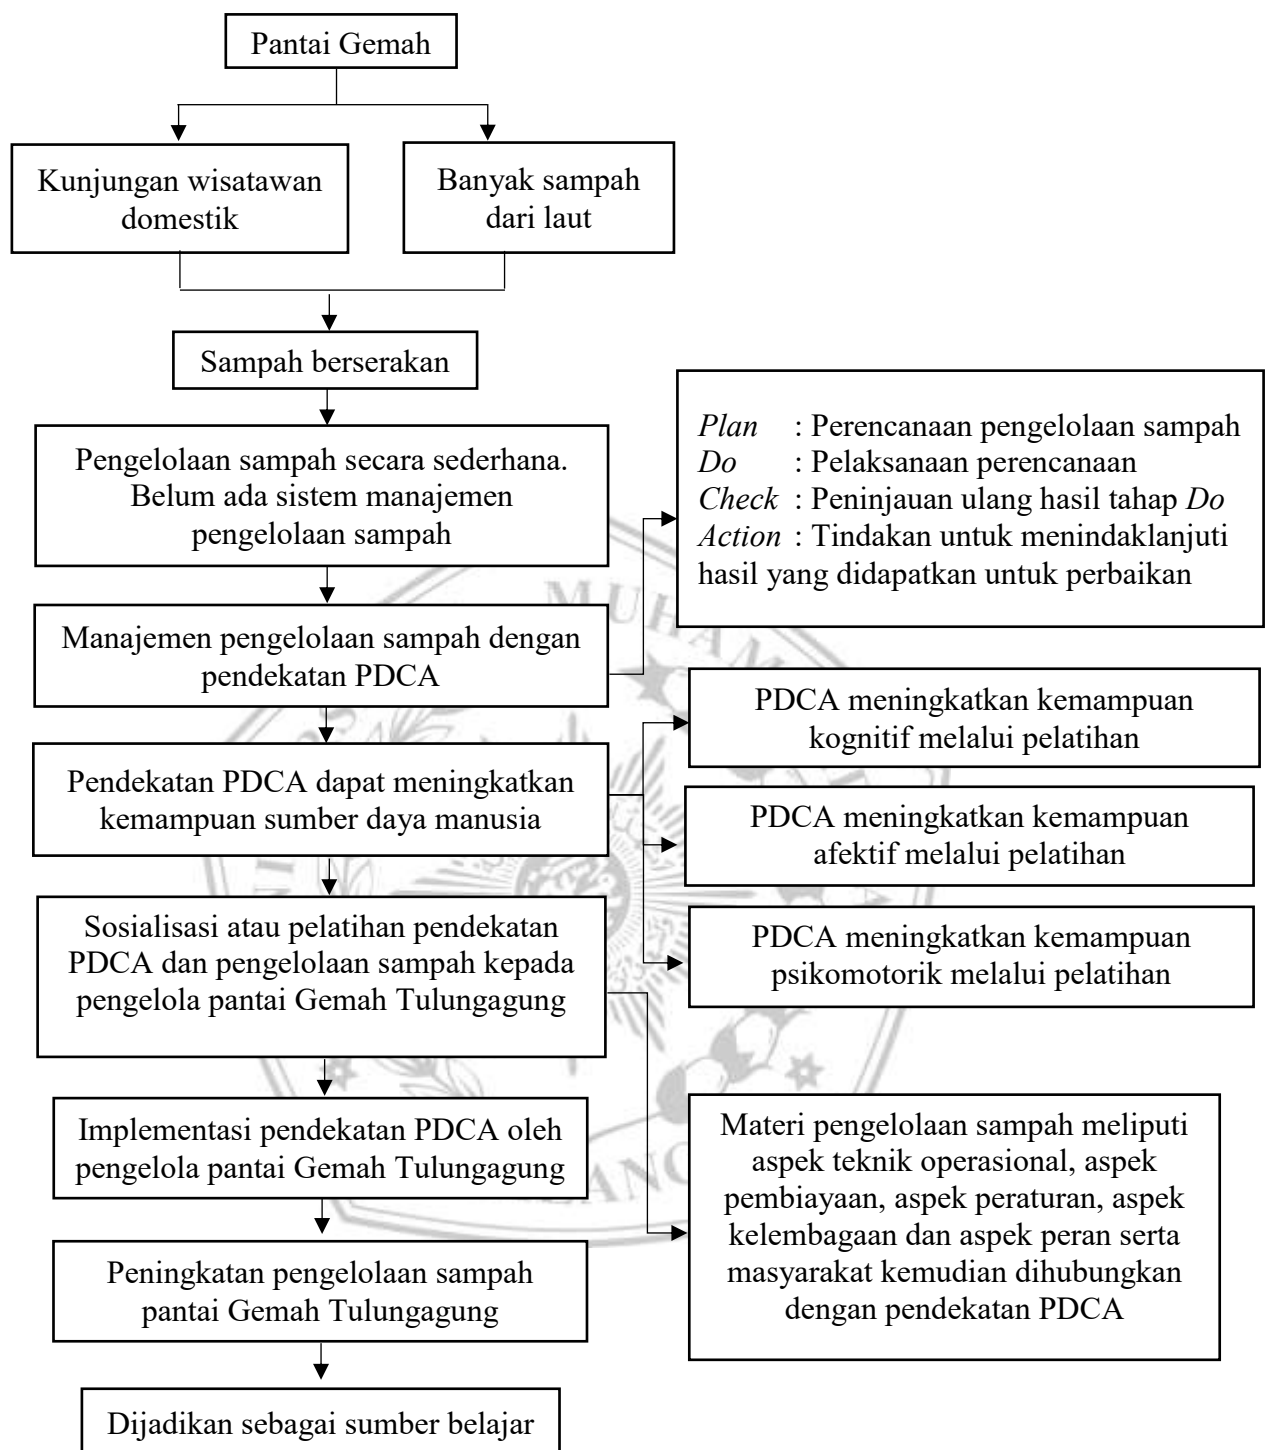 Pantai Gemah
Kunjungan wisatawan
domestik
Banyak sampah
dari laut
Sampah berserakan
Pengelolaan sampah secara sederhana.
Belum ada sistem manajemen
pengelolaan sampah
Plan : Perencanaan pengelolaan sampah
Do : Pelaksanaan perencanaan
Check : Peninjauan ulang hasil tahap Do
Action : Tindakan untuk menindaklanjuti
hasil yang didapatkan untuk perbaikan
Manajemen pengelolaan sampah dengan
pendekatan PDCA
Pendekatan PDCA dapat meningkatkan
kemampuan sumber daya manusia
PDCA meningkatkan kemampuan
kognitif melalui pelatihan
PDCA meningkatkan kemampuan
afektif melalui pelatihan
PDCA meningkatkan kemampuan
psikomotorik melalui pelatihan
Sosialisasi atau pelatihan pendekatan
PDCA dan pengelolaan sampah kepada
pengelola pantai Gemah Tulungagung
Materi pengelolaan sampah meliputi
aspek teknik operasional, aspek
pembiayaan, aspek peraturan, aspek
kelembagaan dan aspek peran serta
masyarakat kemudian dihubungkan
dengan pendekatan PDCA
Implementasi pendekatan PDCA oleh
pengelola pantai Gemah Tulungagung
Peningkatan pengelolaan sampah
pantai Gemah Tulungagung
Dijadikan sebagai sumber belajar